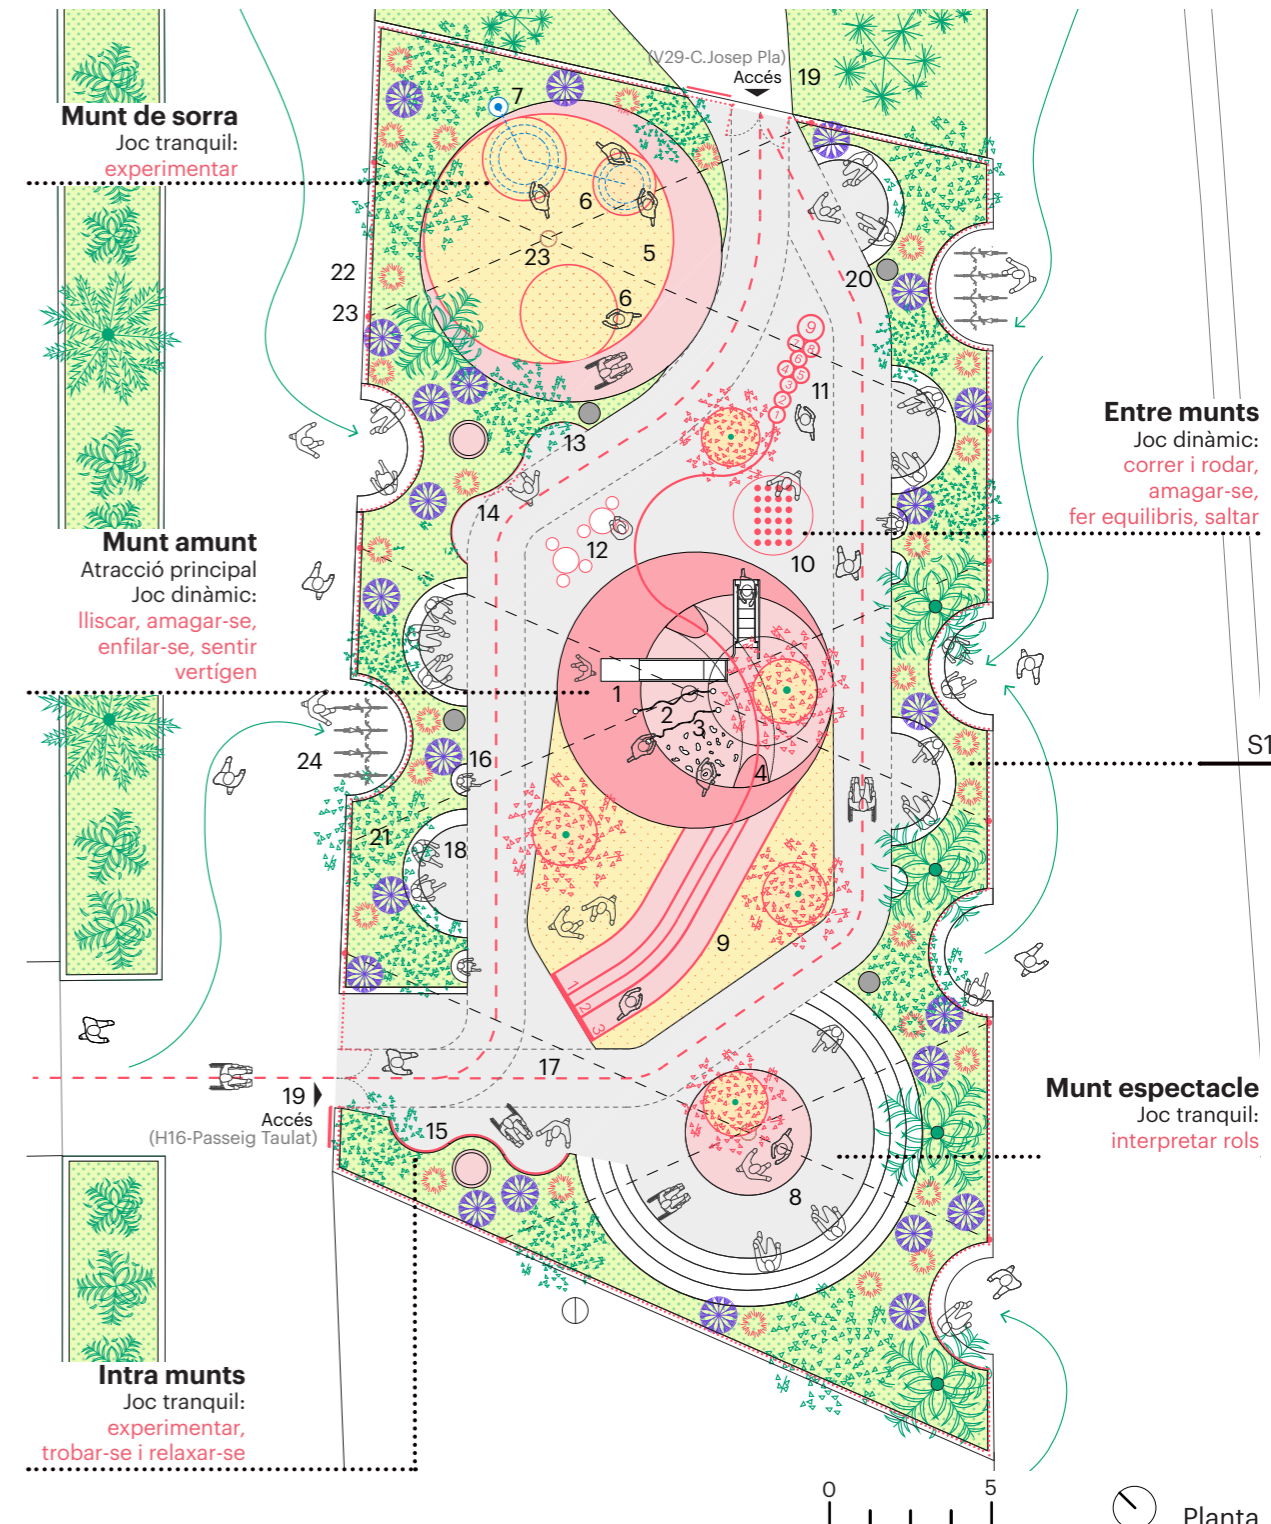 (V29-C.Josep Pla)
Accés
19
7
Munt de sorra
Joc tranquil:
experimentar
6
5
23
6
22
23
20
9
8
6
4
5
3
2
1
11
Entre munts
Joc dinàmic:
correr i rodar,
amagar-se,
fer equilibris, saltar
13
14
12
10
Munt amunt
Atracció principal
Joc dinàmic:
lliscar, amagar-se,
enfilar-se, sentir
vertígen
1
2
3
4
S1
24
16
21
18
9
1
2
3
17
19
Accés
(H16-Passeig Taulat)
15
Munt espectacle
Joc tranquil:
interpretar rols
8
Intra munts
Joc tranquil:
experimentar,
trobar-se i relaxar-se
0
5
Planta